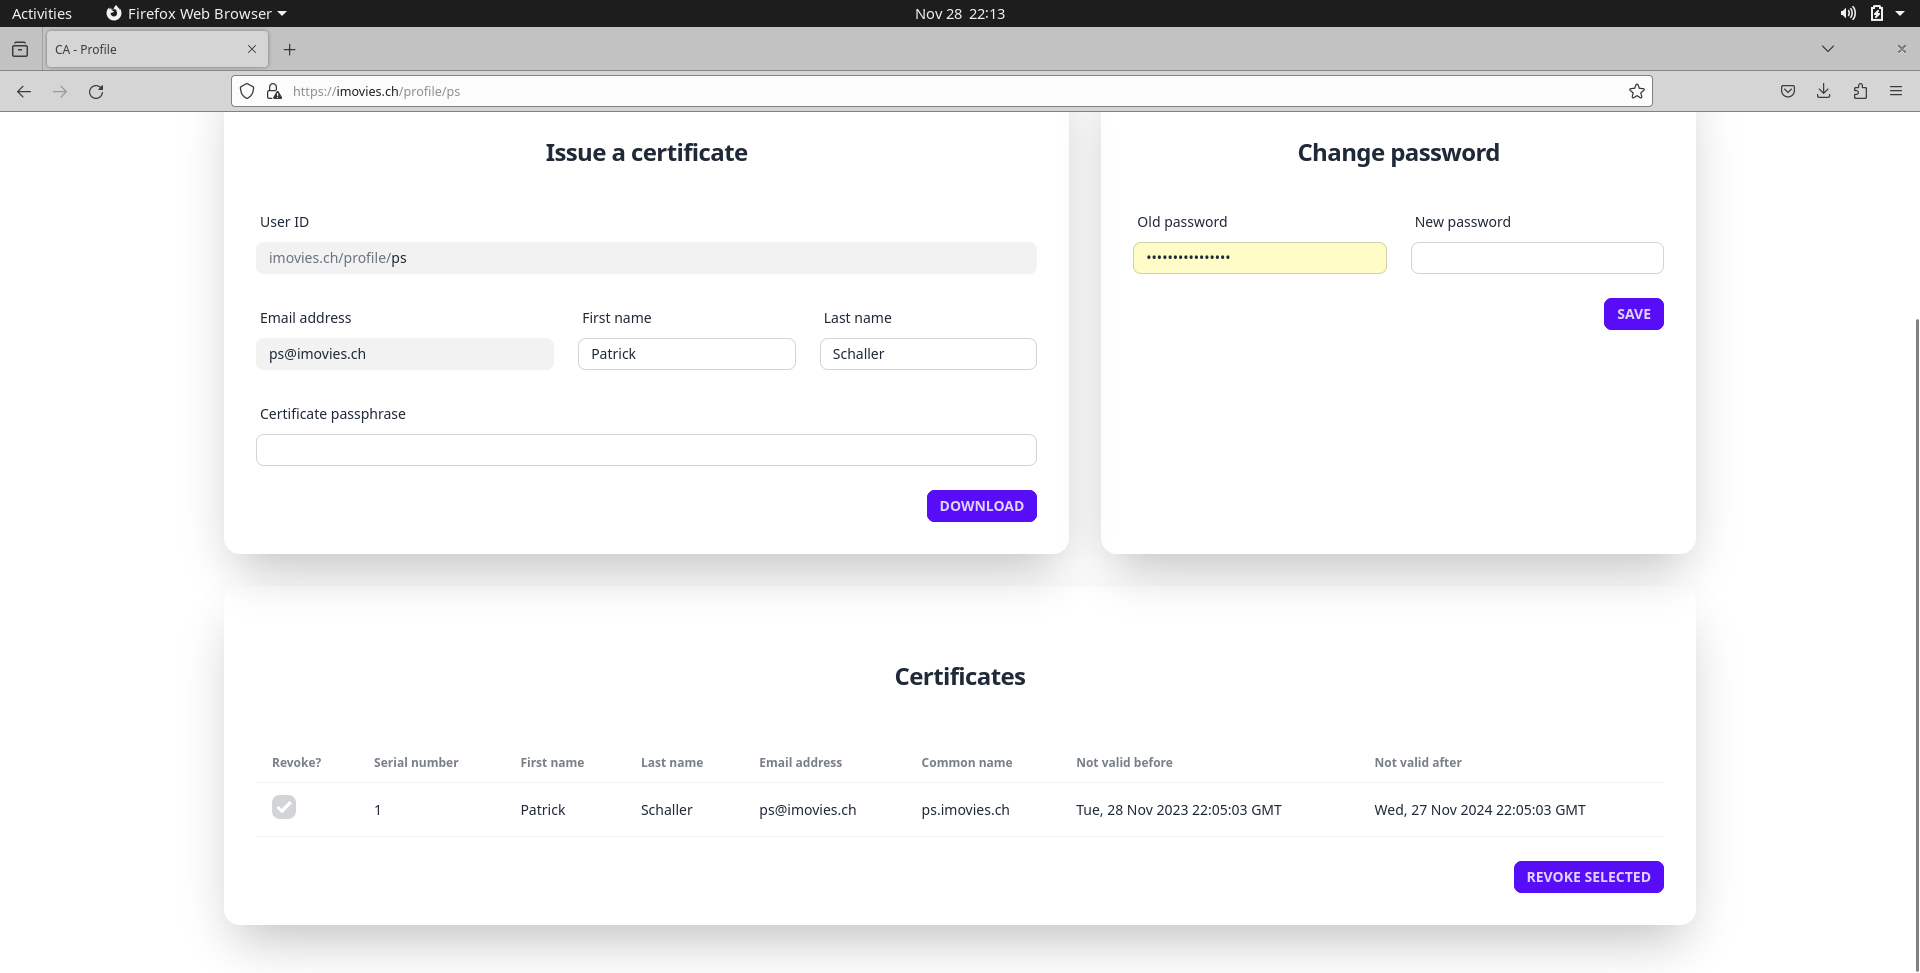 Activities
Firefox Web Browser
Nov 28 22:13
CA - Profile
https://imovies.ch/profile/ps
Issue a certificate
User ID
imovies.ch/profile/ps
Email address
First name
Last name
ps@imovies.ch
Patrick
Schaller
Certificate passphrase
DOWNLOAD
Change password
Old password
New password
••••••••••••••••
SAVE
Certificates
Revoke? Serial number First name Last name Email address Common name Not valid before Not valid after
1 Patrick Schaller ps@imovies.ch ps.imovies.ch Tue, 28 Nov 2023 22:05:03 GMT Wed, 27 Nov 2024 22:05:03 GMT
REVOKE SELECTED